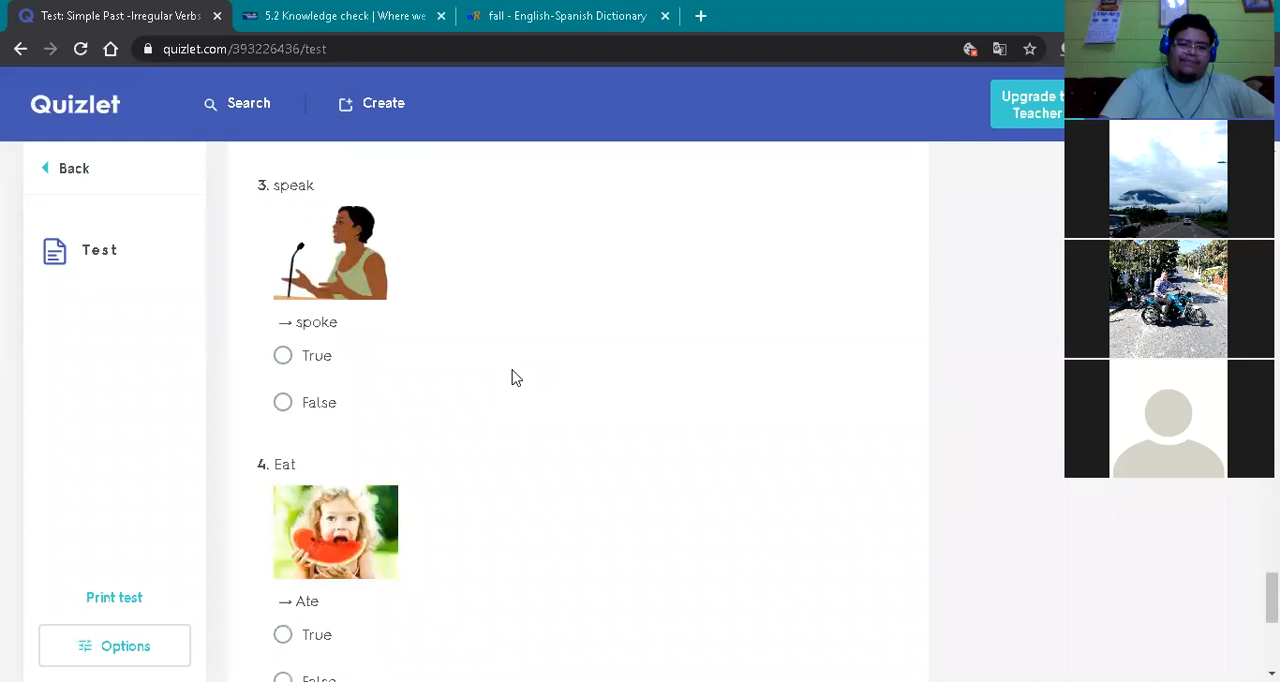 Test: Simple Past -Irregular Verbs
5.2 Knowledge check | Where we
fall - English-Spanish Dictionary
quizlet.com/393226436/test
Quizlet
Search
Create
Upgrade t
Teacher
Back
Test
Print test
Options
3. speak
→ spoke
True
False
4. Eat
→ Ate
True
False